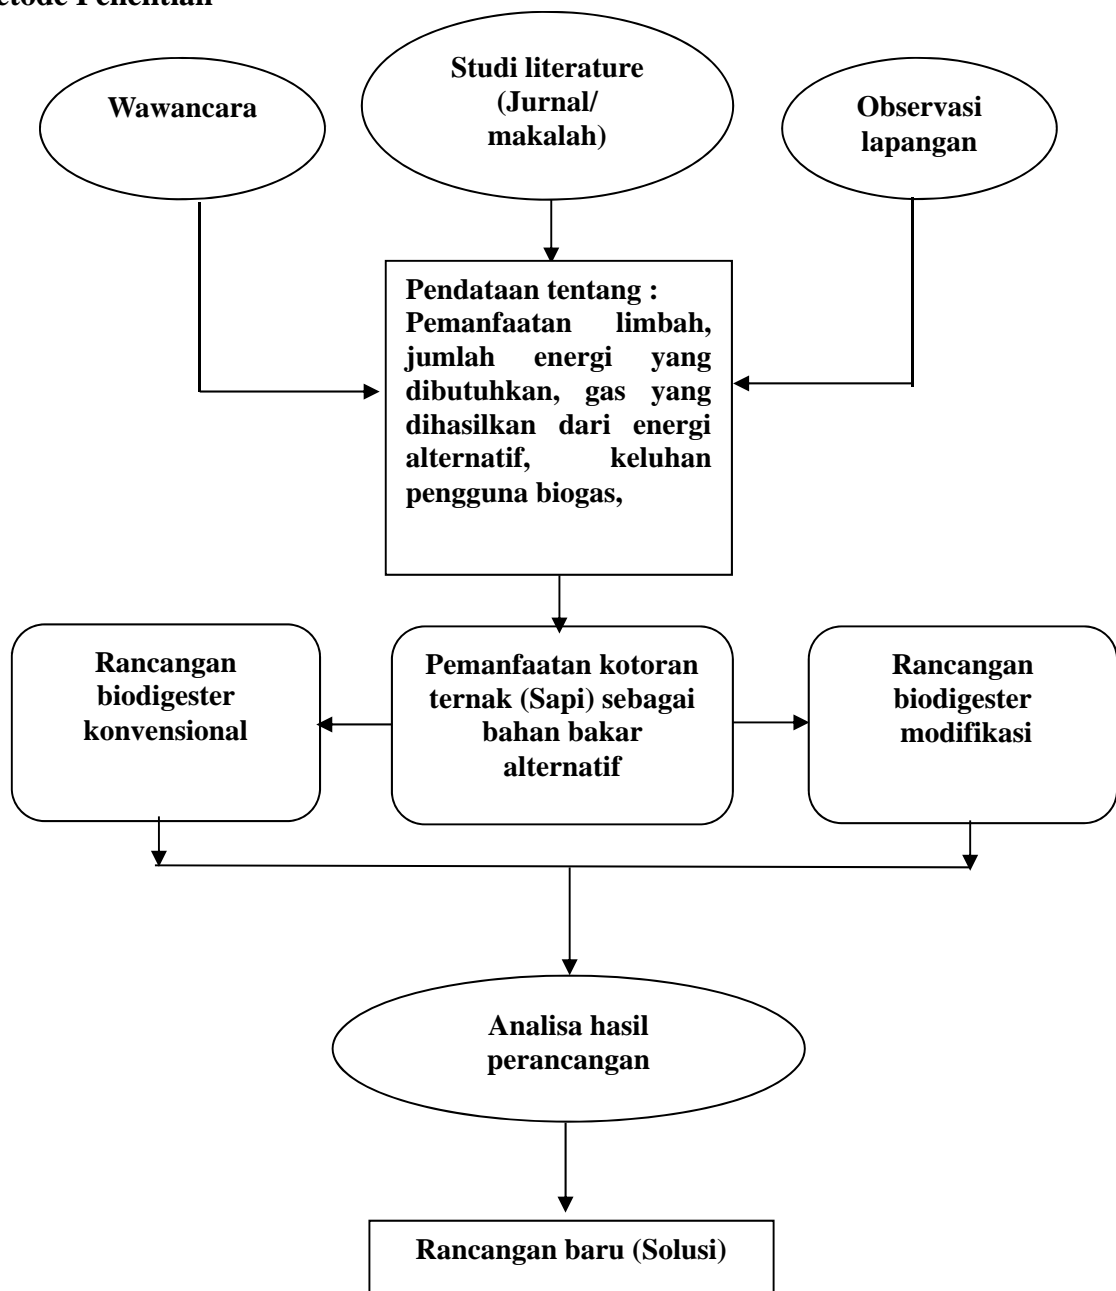 Wawancara
Studi literature
(Jurnal/
makalah)
Observasi
lapangan
Pendataan tentang :
Pemanfaatan limbah,
jumlah energi yang
dibutuhkan, gas yang
dihasilkan dari energi
alternatif, keluhan
pengguna biogas,
Rancangan
biodigester
konvensional
Pemanfaatan kotoran
ternak (Sapi) sebagai
bahan bakar
alternatif
Rancangan
biodigester
modifikasi
Analisa hasil
perancangan
Rancangan baru (Solusi)